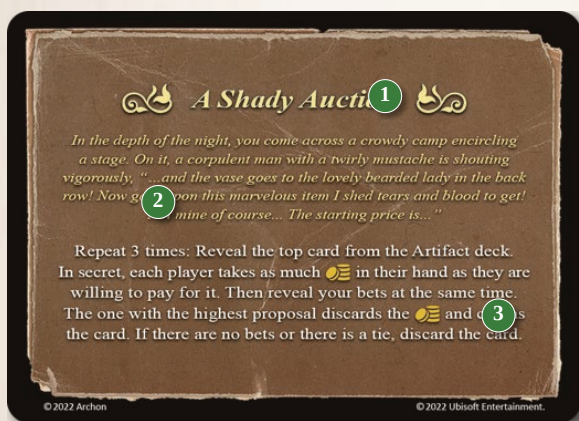 A Shady
1
In the depth of the night, you come across a crowdy camp encircling
a stage. On it, a corpulent man with a twirly mustache is shouting
vigorously, “...and the vase goes to the lovely bearded lady in the back
row! Now upon this marvelous item I shed tears and blood to get!
2
mine of course... The starting price is...”
Repeat 3 times: Reveal the top card from the Artifact deck.
In secret, each player takes as much in their hand as they are
willing to pay for it. Then reveal your bets at the same time.
The one with the highest proposal discards the and
3
the card. If there are no bets or there is a tie, discard the card.
© 2022 Archon
© 2022 Ubisoft Entertainment.